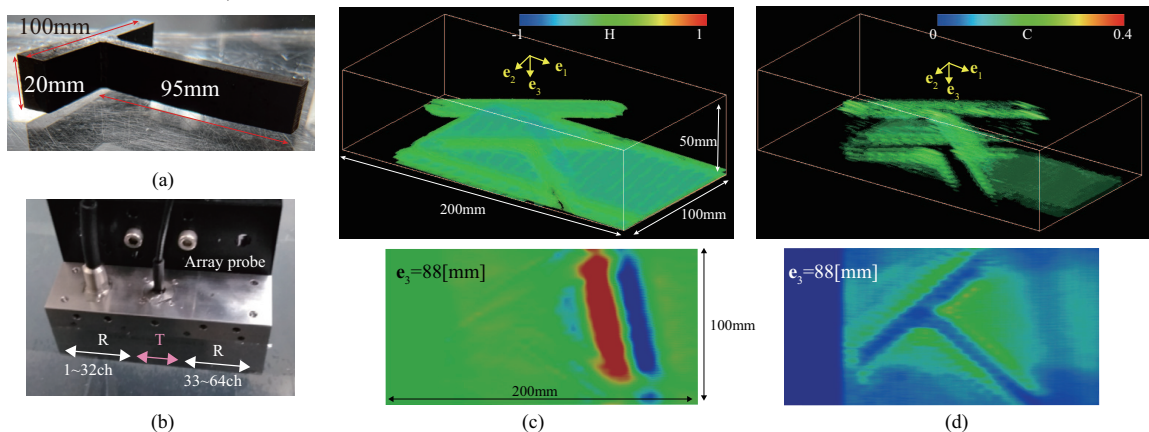 100mm
20mm
95mm
(a)
Array probe
R
T
R
1~32ch
33~64ch
(b)
-1
H
1
e2
e1
e3
50mm
200mm
100mm
e3=88[mm]
100mm
200mm
(c)
0
C
0.4
e2
e1
e3
e3=88[mm]
(d)